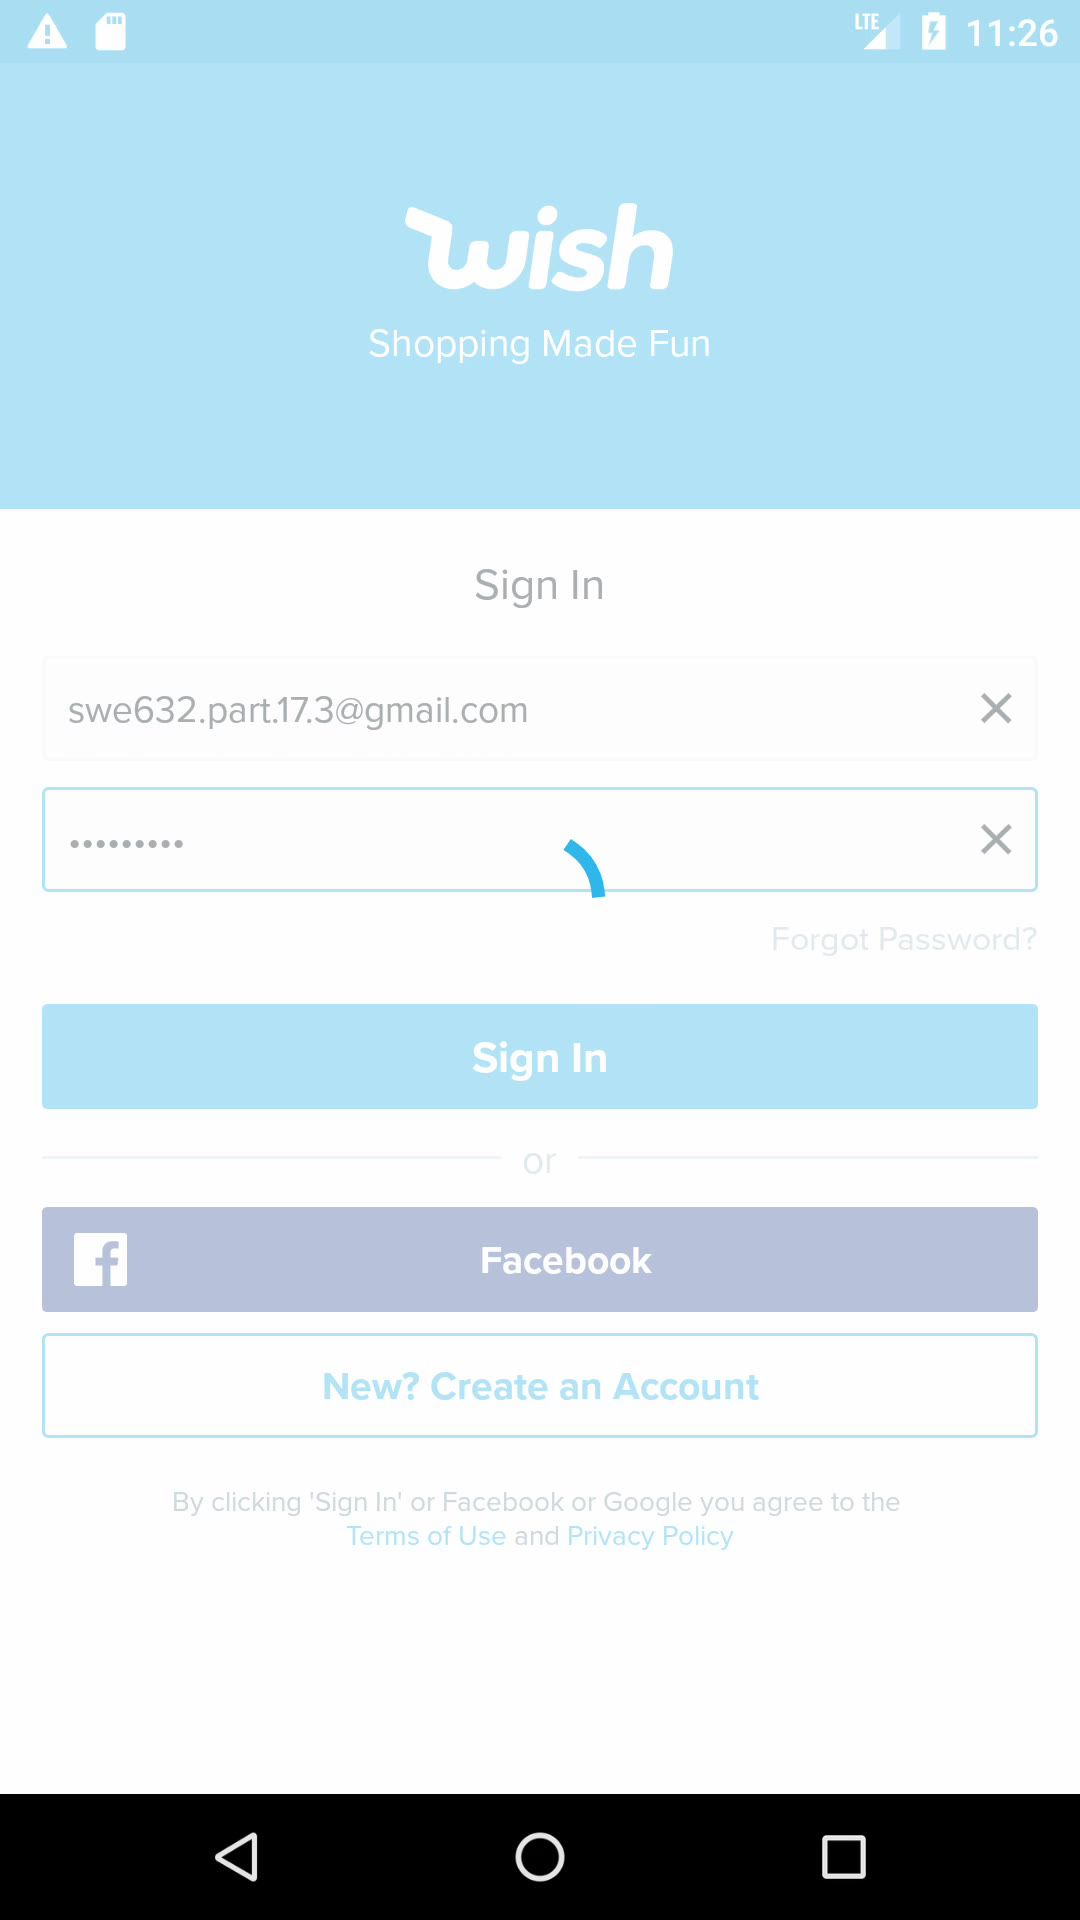 LTE 11:26
wish
Shopping Made Fun
Sign In
swe632.part.17.3@gmail.com
•••••••••
Forgot Password?
Sign In
or
Facebook
New? Create an Account
By clicking 'Sign In' or Facebook or Google you agree to the
Terms of Use and Privacy Policy